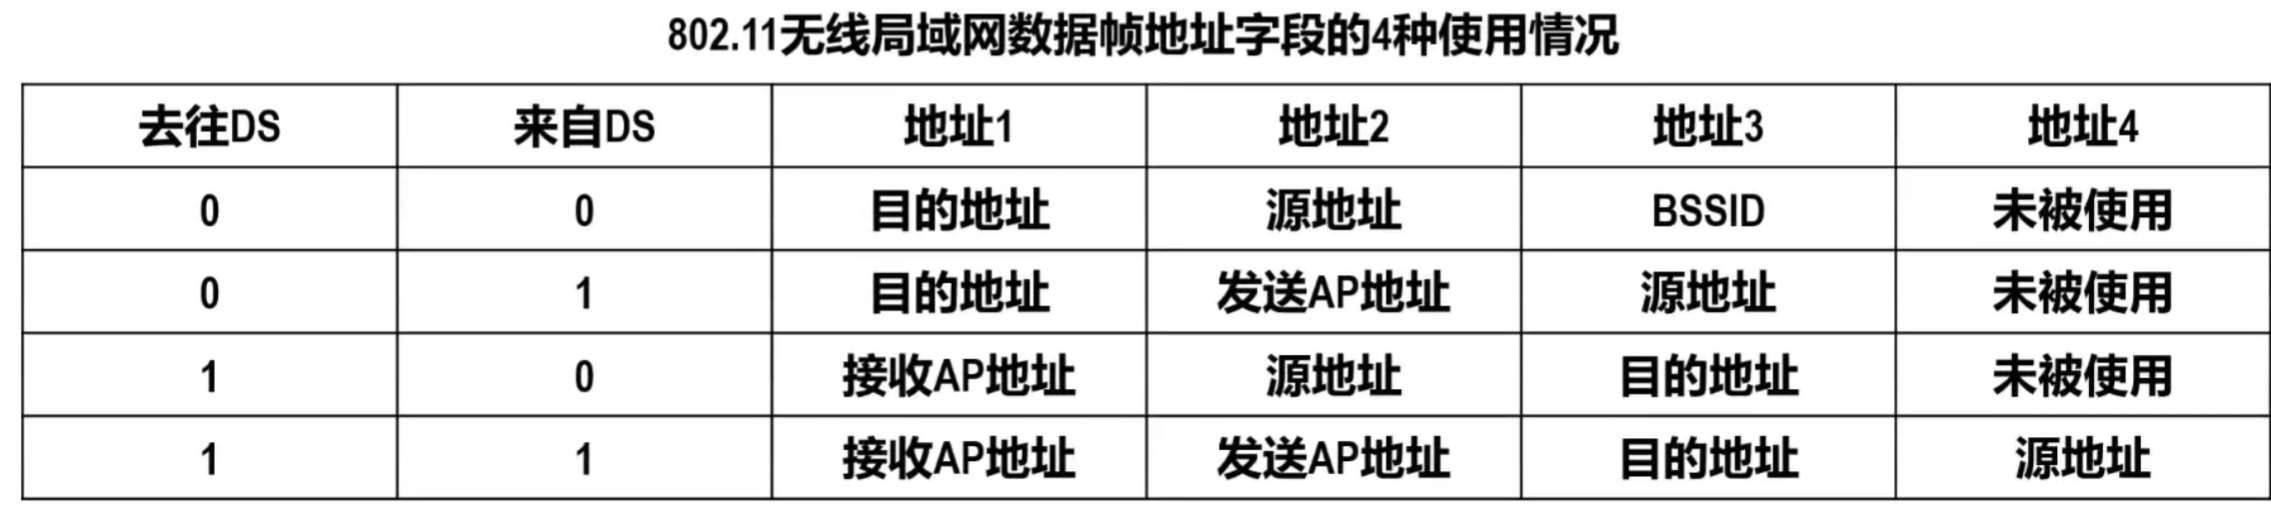 802.11无线局域网数据帧地址字段的4种使用情况
去往DS 来自DS 地址1 地址2 地址3 地址4
0 0 目的地址 源地址 BSSID 未被使用
0 1 目的地址 发送AP地址 源地址 未被使用
1 0 接收AP地址 源地址 目的地址 未被使用
1 1 接收AP地址 发送AP地址 目的地址 源地址